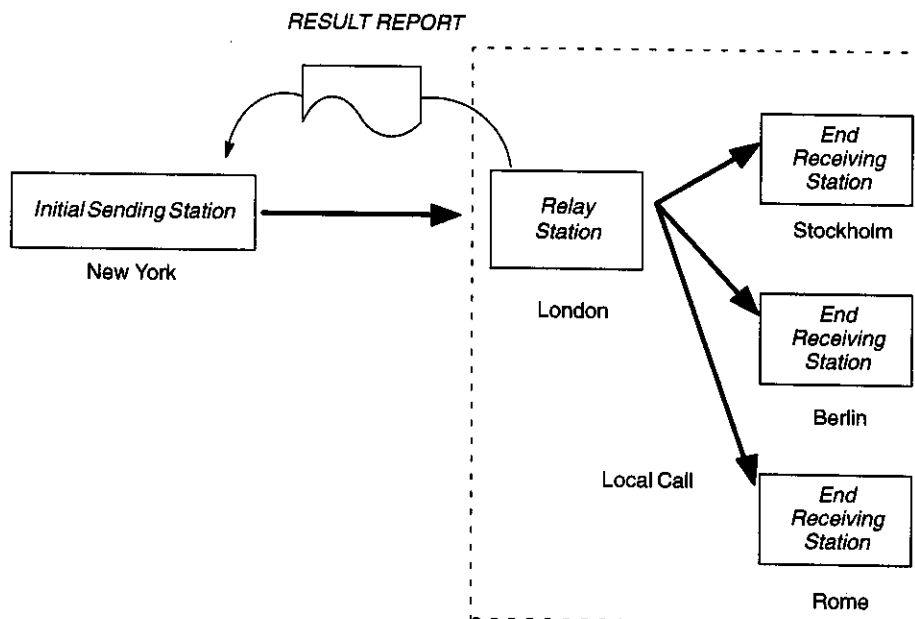 RESULT REPORT
Initial Sending Station
New York
Relay
Station
London
End
Receiving
Station
Stockholm
End
Receiving
Station
Berlin
Local Call
End
Receiving
Station
Rome